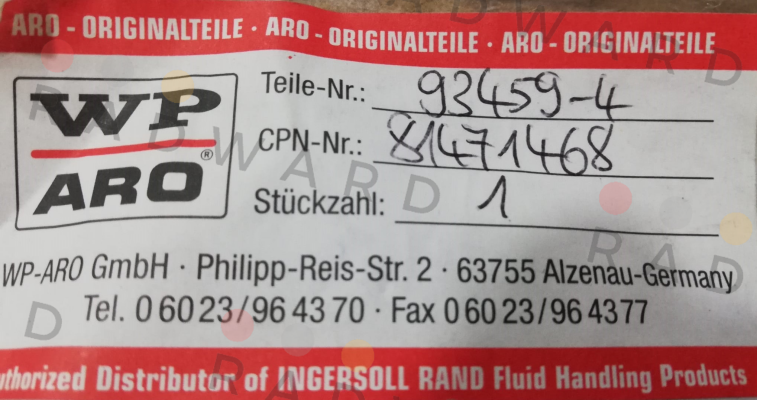 ARO - ORIGINALTEILE · ARO - ORIGINALTEILE · ARO - ORIGINALTEILE
WP
ARO®
Teile-Nr.: 93459-4
CPN-Nr.: 81471468
Stückzahl: 1
WP-ARO GmbH · Philipp-Reis-Str. 2 · 63755 Alzenau-Germany
Tel. 0 60 23/96 43 70 · Fax 0 60 23/96 43 77
uthorized Distributor of INGERSOLL RAND Fluid Handling Products
RADWARD
RADWARD